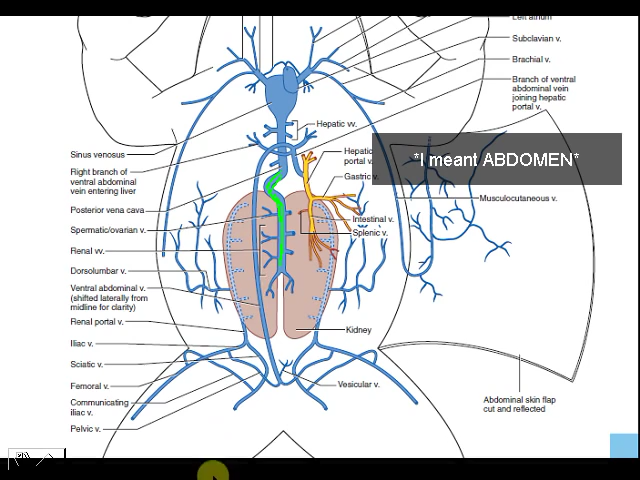 Left atrium
Subclavian v.
Brachial v.
Branch of ventral
abdominal vein
joining hepatic
portal v.
Hepatic vv.
*I meant ABDOMEN*
Hepatic
portal v.
Gastric v.
Musculocutaneous v.
Intestinal v.
Splenic v.
Kidney
Vesicular v.
Abdominal skin flap
cut and reflected
Sinus venosus
Right branch of
ventral abdominal
vein entering liver
Posterior vena cava
Spermatic/ovarian v.
Renal vv.
Dorsolumbar v.
Ventral abdominal v.
(shifted laterally from
midline for clarity)
Renal portal v.
Iliac v.
Sciatic v.
Femoral v.
Communicating
iliac v.
Pelvic v.